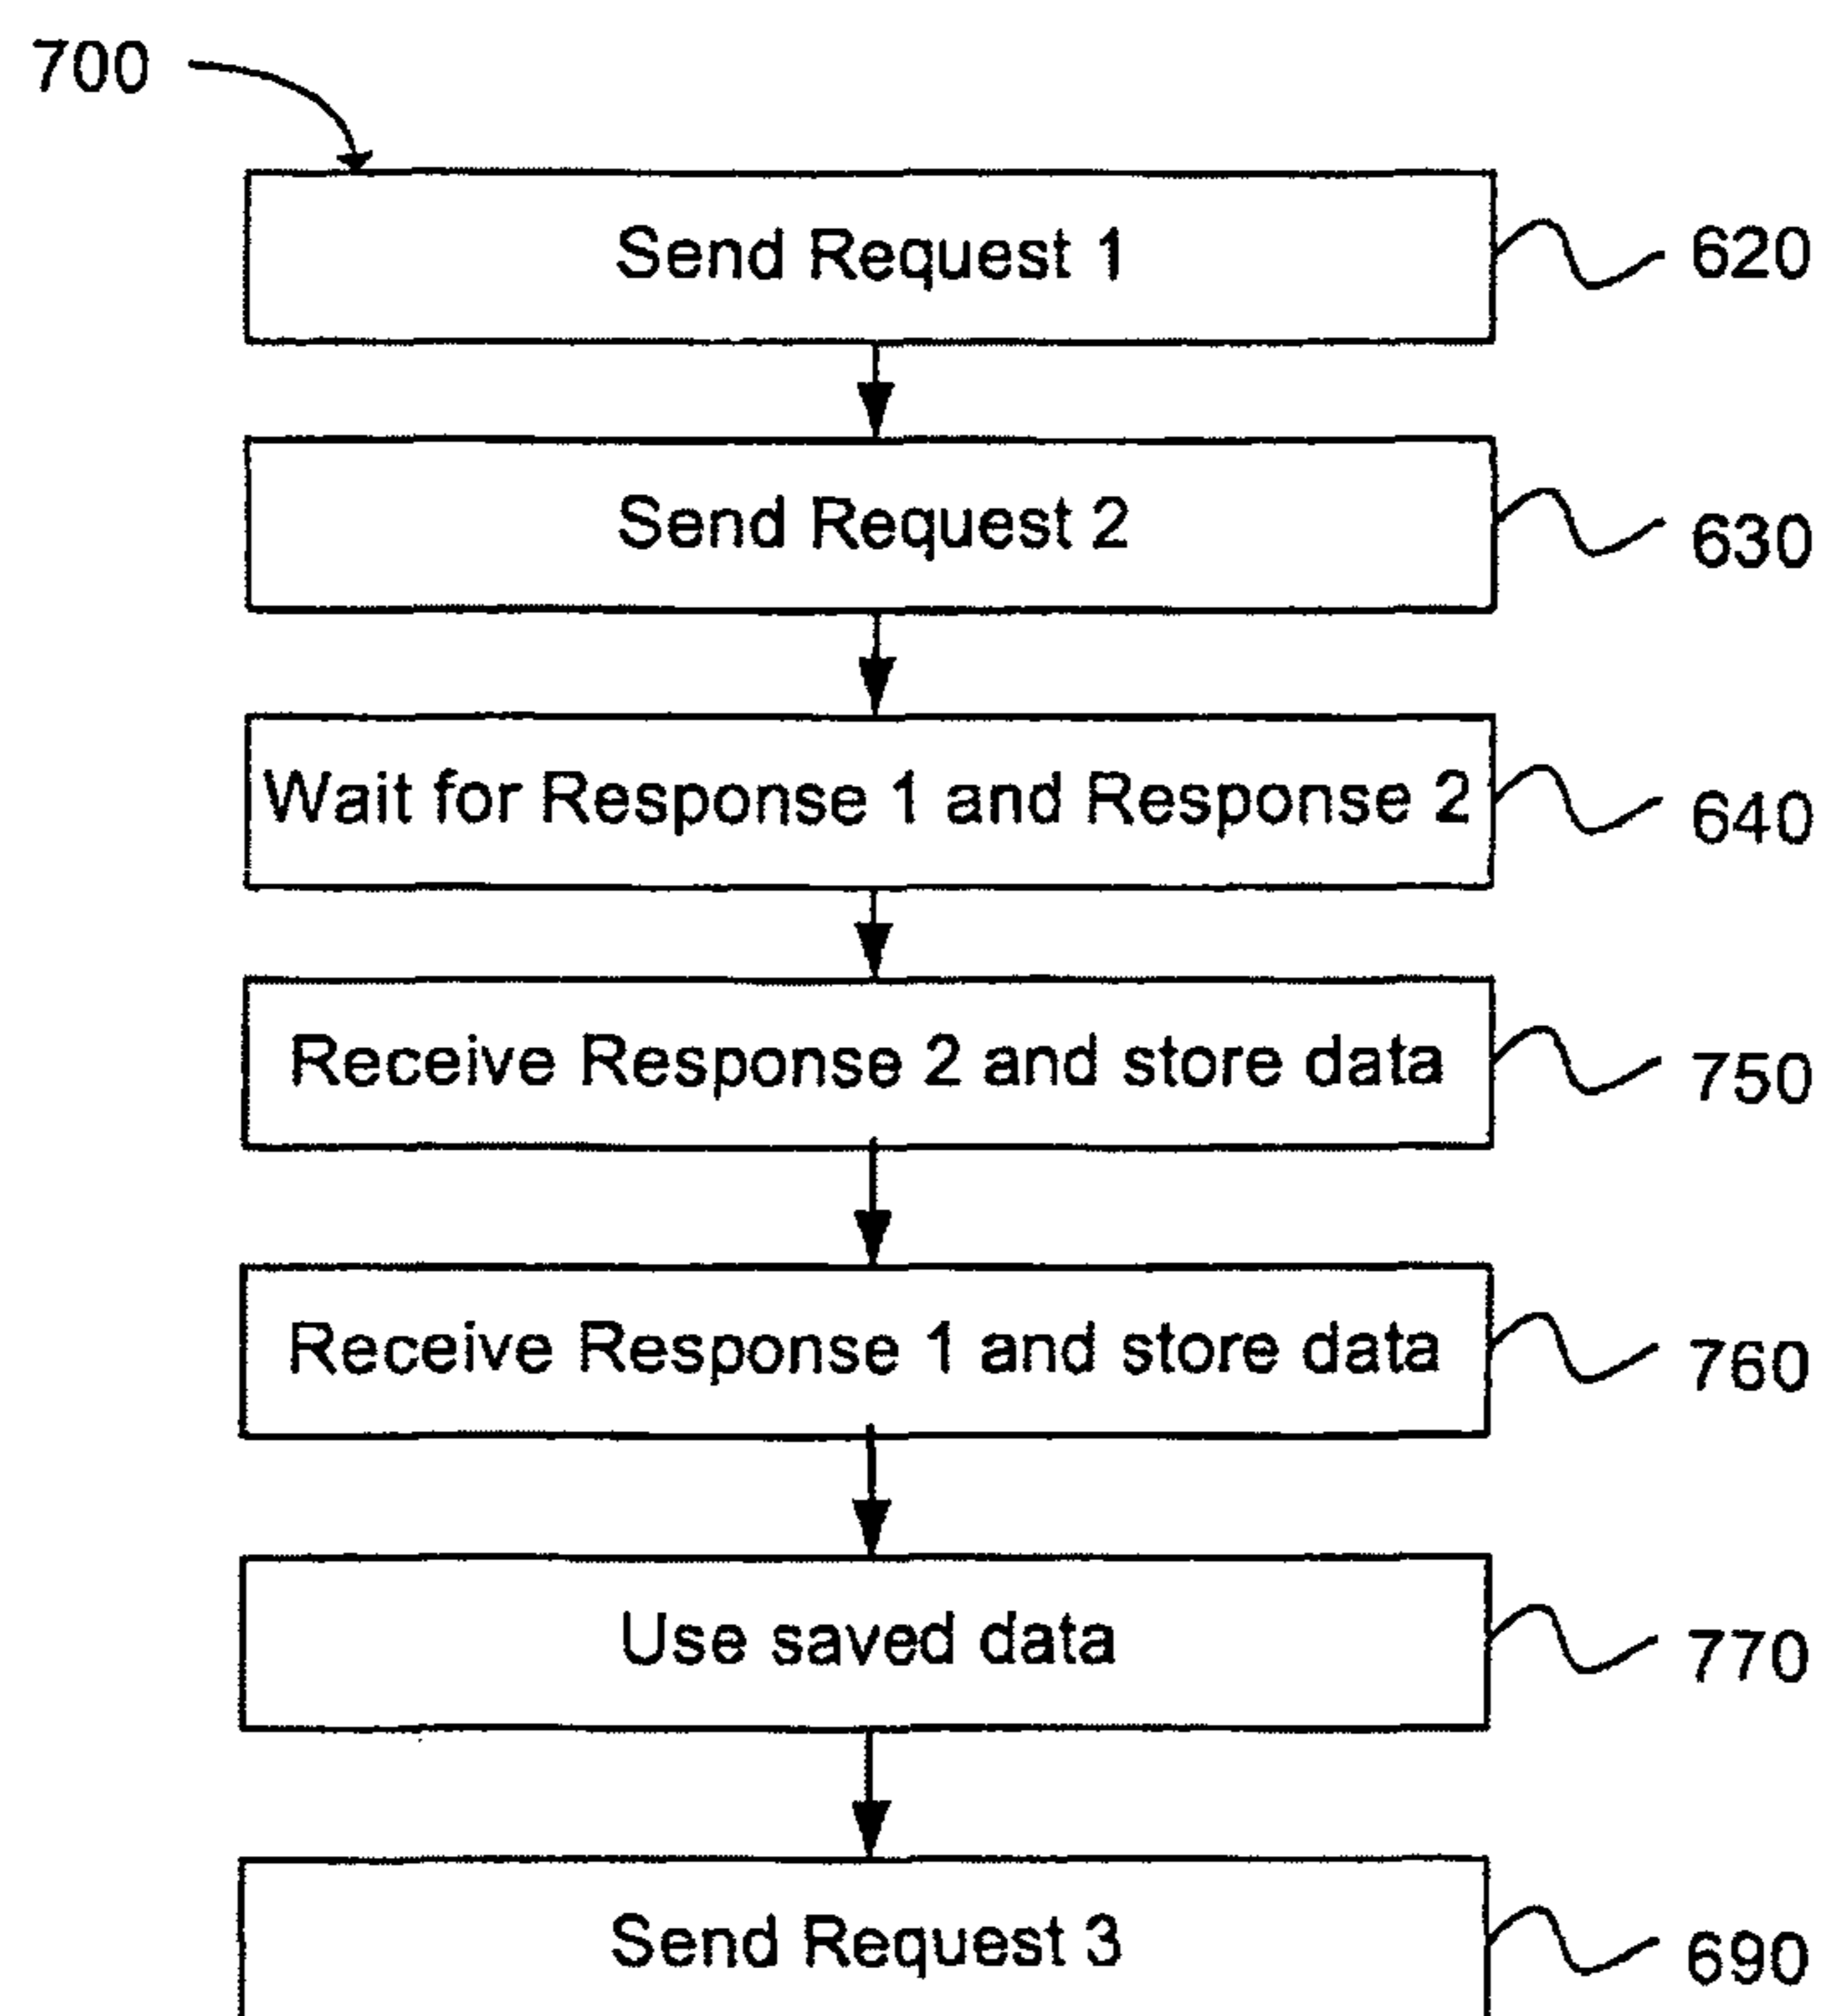 700
Send Request 1
620
Send Request 2
630
Wait for Response 1 and Response 2
640
Receive Response 2 and store data
750
Receive Response 1 and store data
760
Use saved data
770
Send Request 3
690